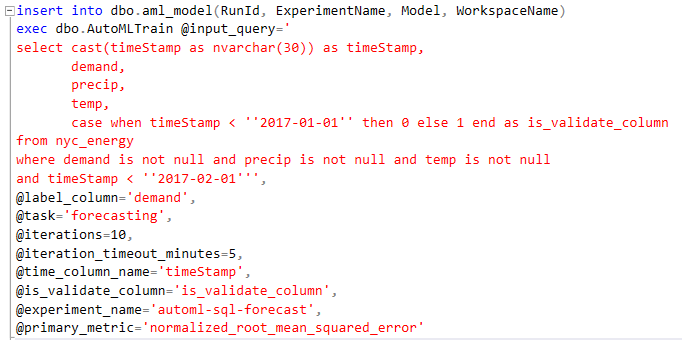 insert into dbo.aml_model(RunId, ExperimentName, Model, WorkspaceName)
exec dbo.AutoMLTrain @input_query='
select cast(timeStamp as nvarchar(30)) as timeStamp,
       demand,
       precip,
       temp,
       case when timeStamp < ''2017-01-01'' then 0 else 1 end as is_validate_column
from nyc_energy
where demand is not null and precip is not null and temp is not null
and timeStamp < ''2017-02-01''',
@label_column='demand',
@task='forecasting',
@iterations=10,
@iteration_timeout_minutes=5,
@time_column_name='timeStamp',
@is_validate_column='is_validate_column',
@experiment_name='automl-sql-forecast',
@primary_metric='normalized_root_mean_squared_error'